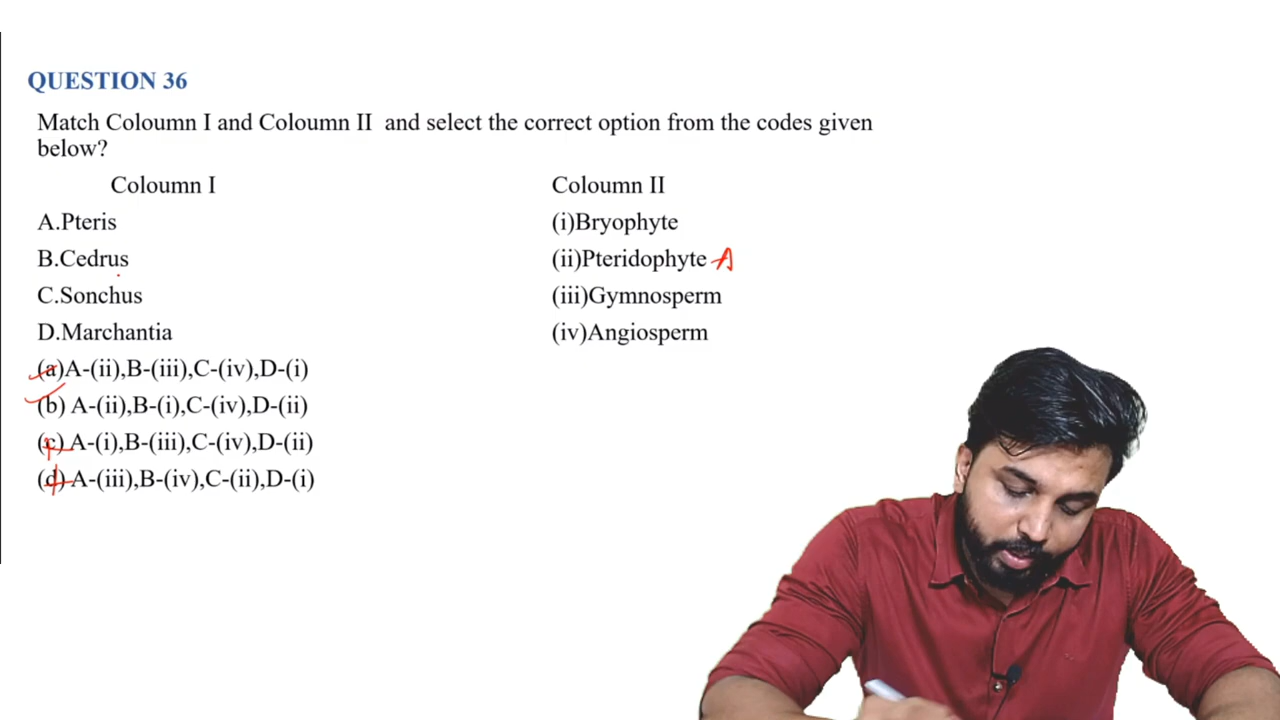 QUESTION 36
Match Coloumn I and Coloumn II and select the correct option from the codes given
below?
Coloumn I Coloumn II
A.Pteris (i)Bryophyte
B.Cedrus (ii)Pteridophyte A
C.Sonchus (iii)Gymnosperm
D.Marchantia (iv)Angiosperm
(a)A-(ii),B-(iii),C-(iv),D-(i)
(b) A-(ii),B-(i),C-(iv),D-(ii)
(c) A-(i),B-(iii),C-(iv),D-(ii)
(d) A-(iii),B-(iv),C-(ii),D-(i)